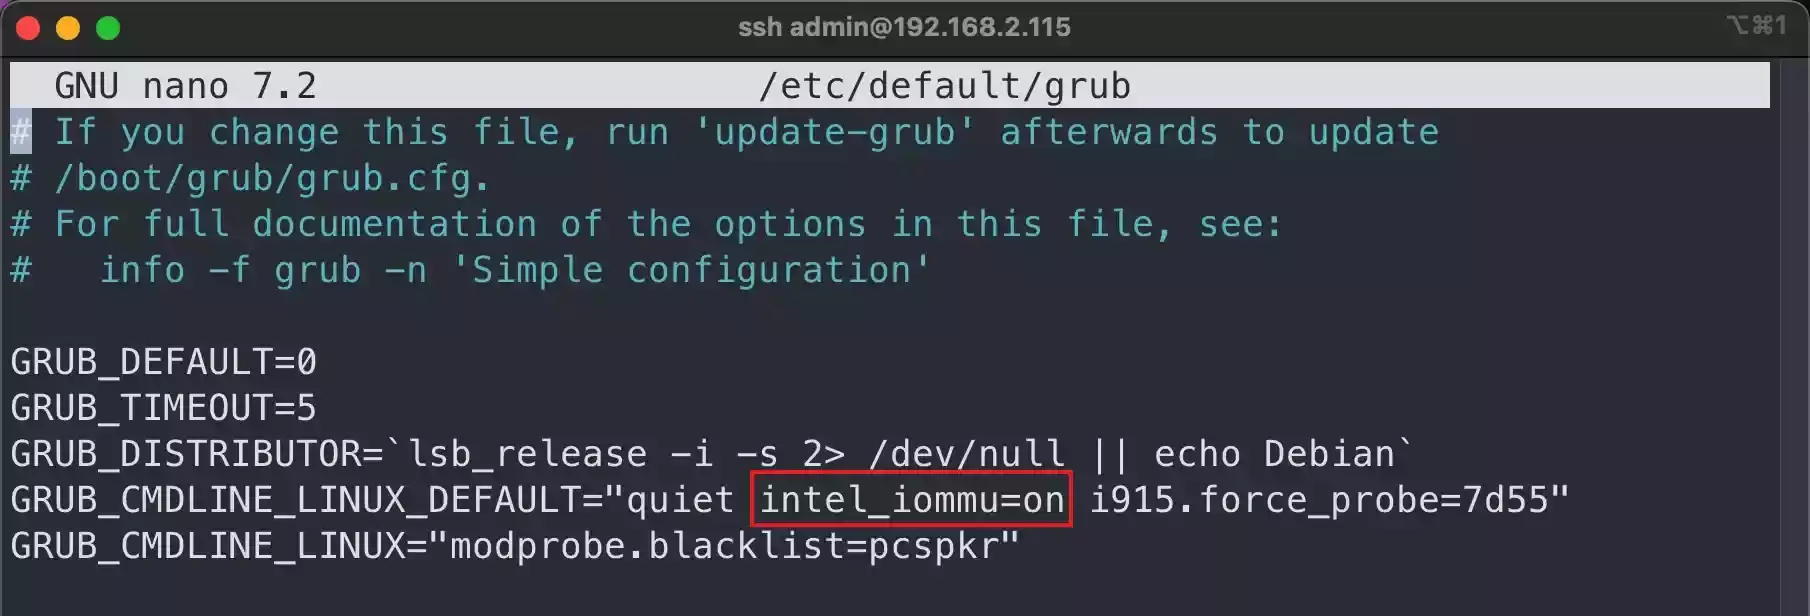 ssh admin@192.168.2.115 ⌥⌘1
GNU nano 7.2 /etc/default/grub
# If you change this file, run 'update-grub' afterwards to update
# /boot/grub/grub.cfg.
# For full documentation of the options in this file, see:
#   info -f grub -n 'Simple configuration'
GRUB_DEFAULT=0
GRUB_TIMEOUT=5
GRUB_DISTRIBUTOR=`lsb_release -i -s 2> /dev/null || echo Debian`
GRUB_CMDLINE_LINUX_DEFAULT="quiet intel_iommu=on i915.force_probe=7d55"
GRUB_CMDLINE_LINUX="modprobe.blacklist=pcspkr"